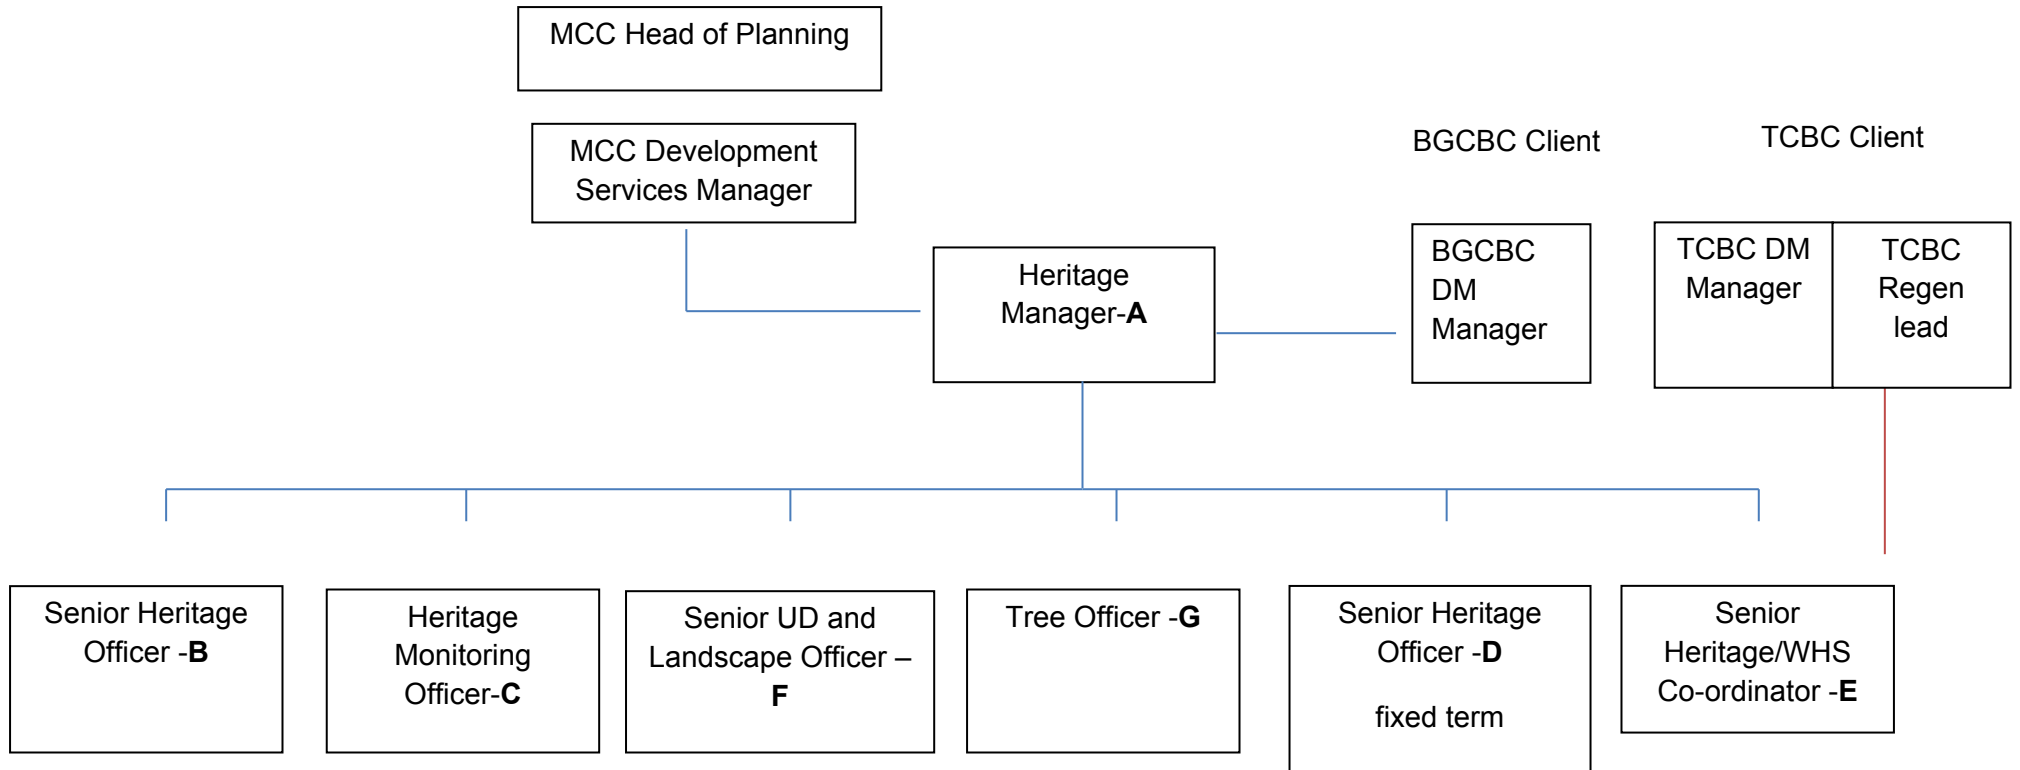 MCC Head of Planning
MCC Development
Services Manager
BGCBC Client
TCBC Client
Heritage
Manager-A
BGCBC
DM
Manager
TCBC DM
Manager
TCBC
Regen
lead
Senior Heritage
Officer -B
Heritage
Monitoring
Officer-C
Senior UD and
Landscape Officer –
F
Tree Officer -G
Senior Heritage
Officer -D
fixed term
Senior
Heritage/WHS
Co-ordinator -E